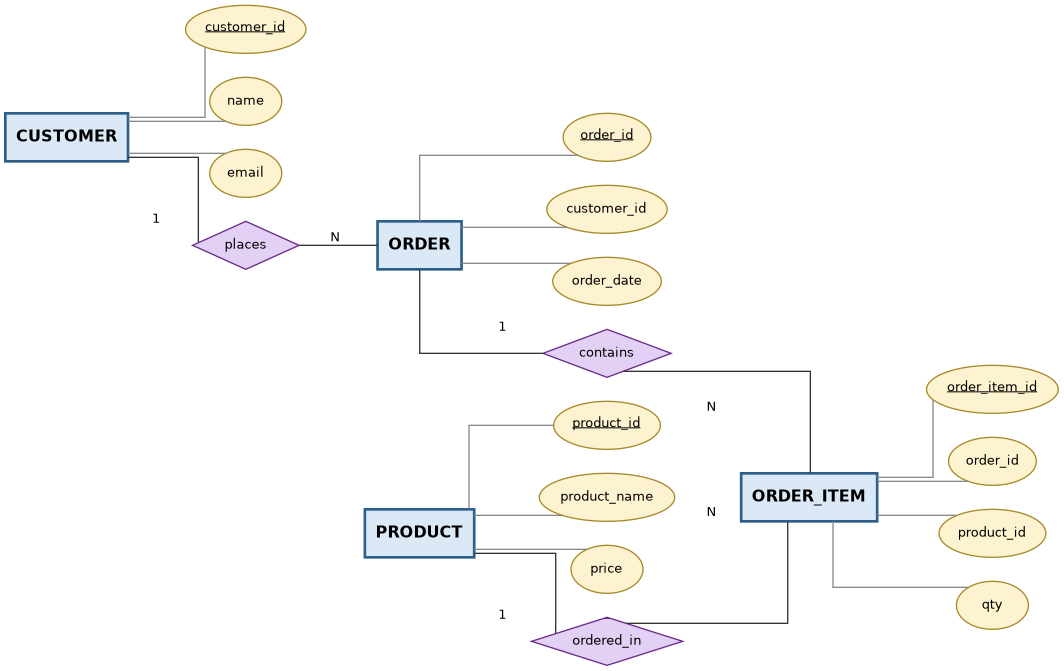 customer_id
name
CUSTOMER
email
1
places
N
order_id
customer_id
ORDER
order_date
1
contains
N
product_id
product_name
PRODUCT
price
1
ordered_in
N
order_item_id
order_id
ORDER_ITEM
product_id
qty